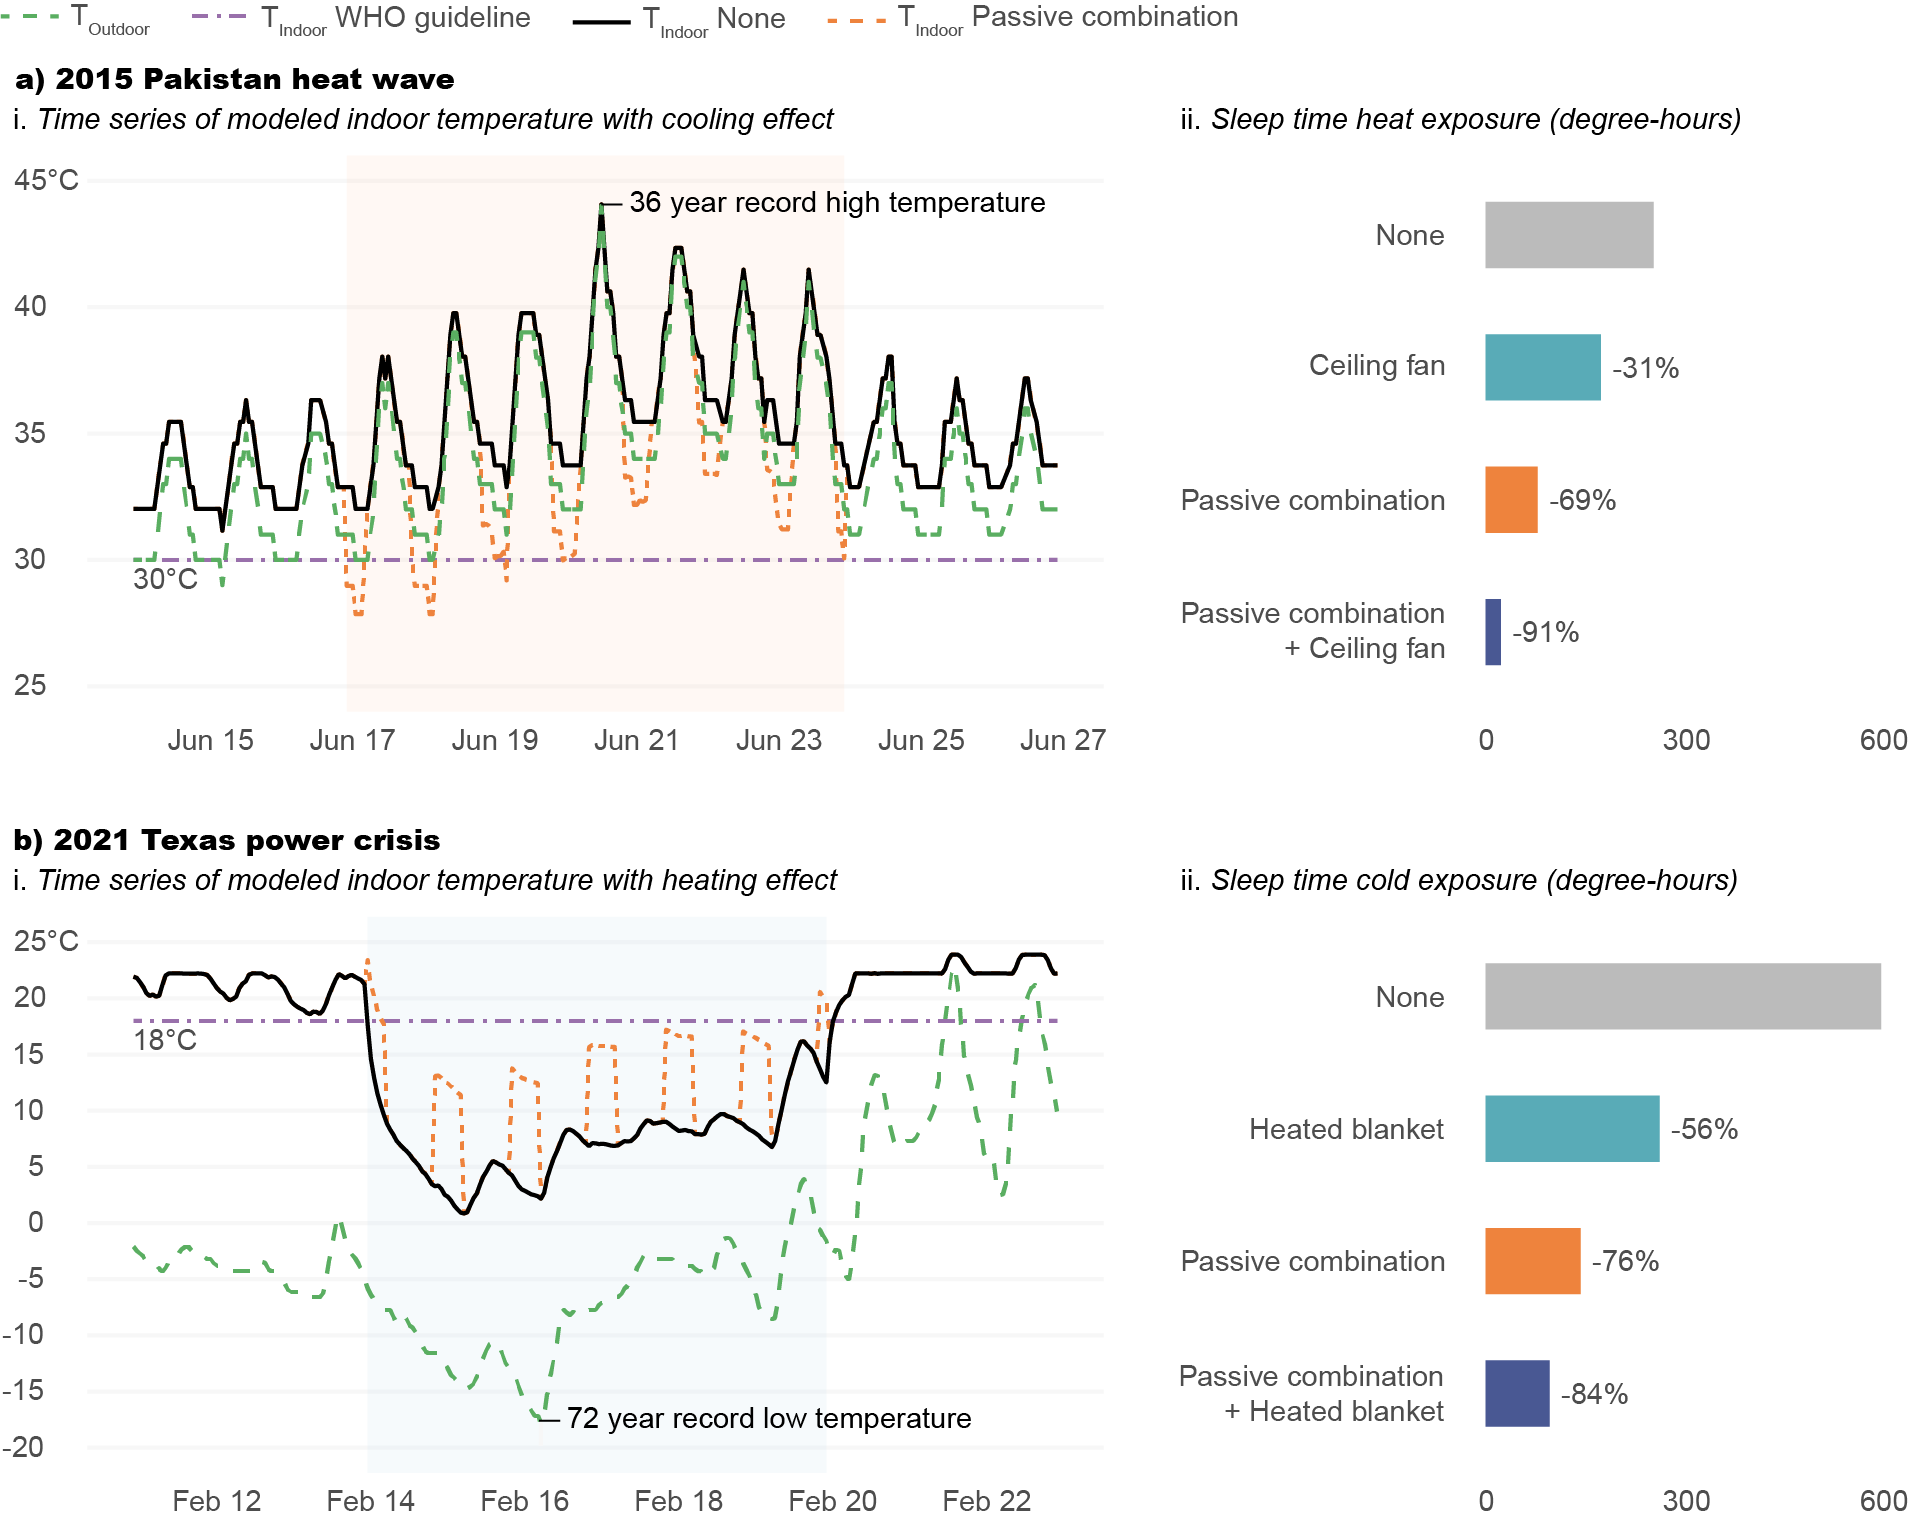 T Outdoor T Indoor WHO guideline T Indoor None T Indoor Passive combination
a) 2015 Pakistan heat wave
i. Time series of modeled indoor temperature with cooling effect
45°C
40
35
30
25
36 year record high temperature
30°C
Jun 15 Jun 17 Jun 19 Jun 21 Jun 23 Jun 25 Jun 27
ii. Sleep time heat exposure (degree-hours)
None
Ceiling fan
-31%
Passive combination
-69%
Passive combination
+ Ceiling fan
-91%
0 300 600
b) 2021 Texas power crisis
i. Time series of modeled indoor temperature with heating effect
25°C
20
15
10
5
0
-5
-10
-15
-20
18°C
72 year record low temperature
Feb 12 Feb 14 Feb 16 Feb 18 Feb 20 Feb 22
ii. Sleep time cold exposure (degree-hours)
None
Heated blanket
-56%
Passive combination
-76%
Passive combination
+ Heated blanket
-84%
0 300 600